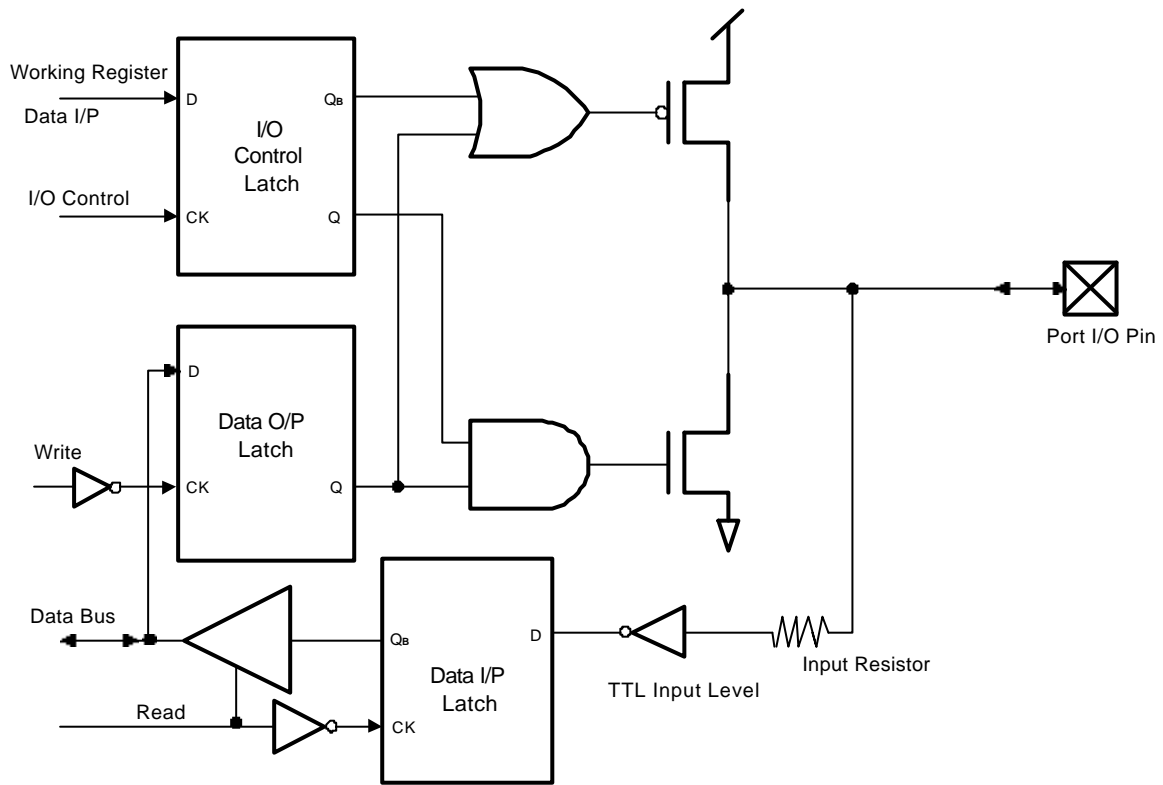 Working Register
Data I/P
D
QB
I/O
Control
Latch
I/O Control
CK
Q
Port I/O Pin
D
Data O/P
Latch
Write
CK
Q
Data Bus
QB
D
Data I/P
Latch
Input Resistor
TTL Input Level
Read
CK